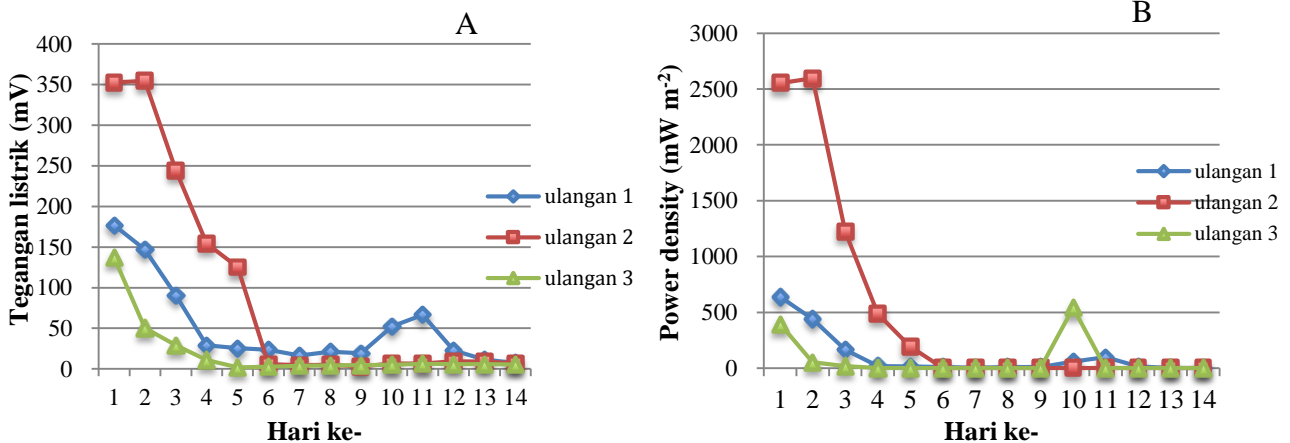 A
Tegangan listrik (mV)
400
350
300
250
200
150
100
50
0
1 2 3 4 5 6 7 8 9 10 11 12 13 14
Hari ke-
ulangan 1
ulangan 2
ulangan 3
B
Power density (mW m-2)
3000
2500
2000
1500
1000
500
0
1 2 3 4 5 6 7 8 9 10 11 12 13 14
Hari ke-
ulangan 1
ulangan 2
ulangan 3